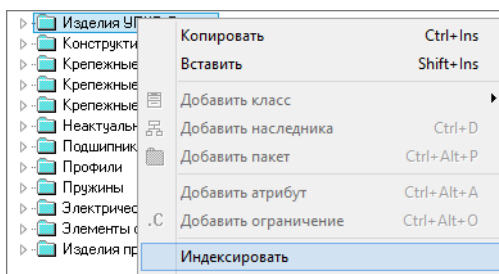 Изделия
Конструкти
Крепежные
Крепежные
Крепежные
Неактуальн
Подшипник
Профили
Пружины
Электричес
Элементы
Изделия пр
Копировать Ctrl+Ins
Вставить Shift+Ins
Добавить класс
Добавить наследника Ctrl+D
Добавить пакет Ctrl+Alt+P
Добавить атрибут Ctrl+Alt+A
.C Добавить ограничение Ctrl+Alt+O
Индексировать